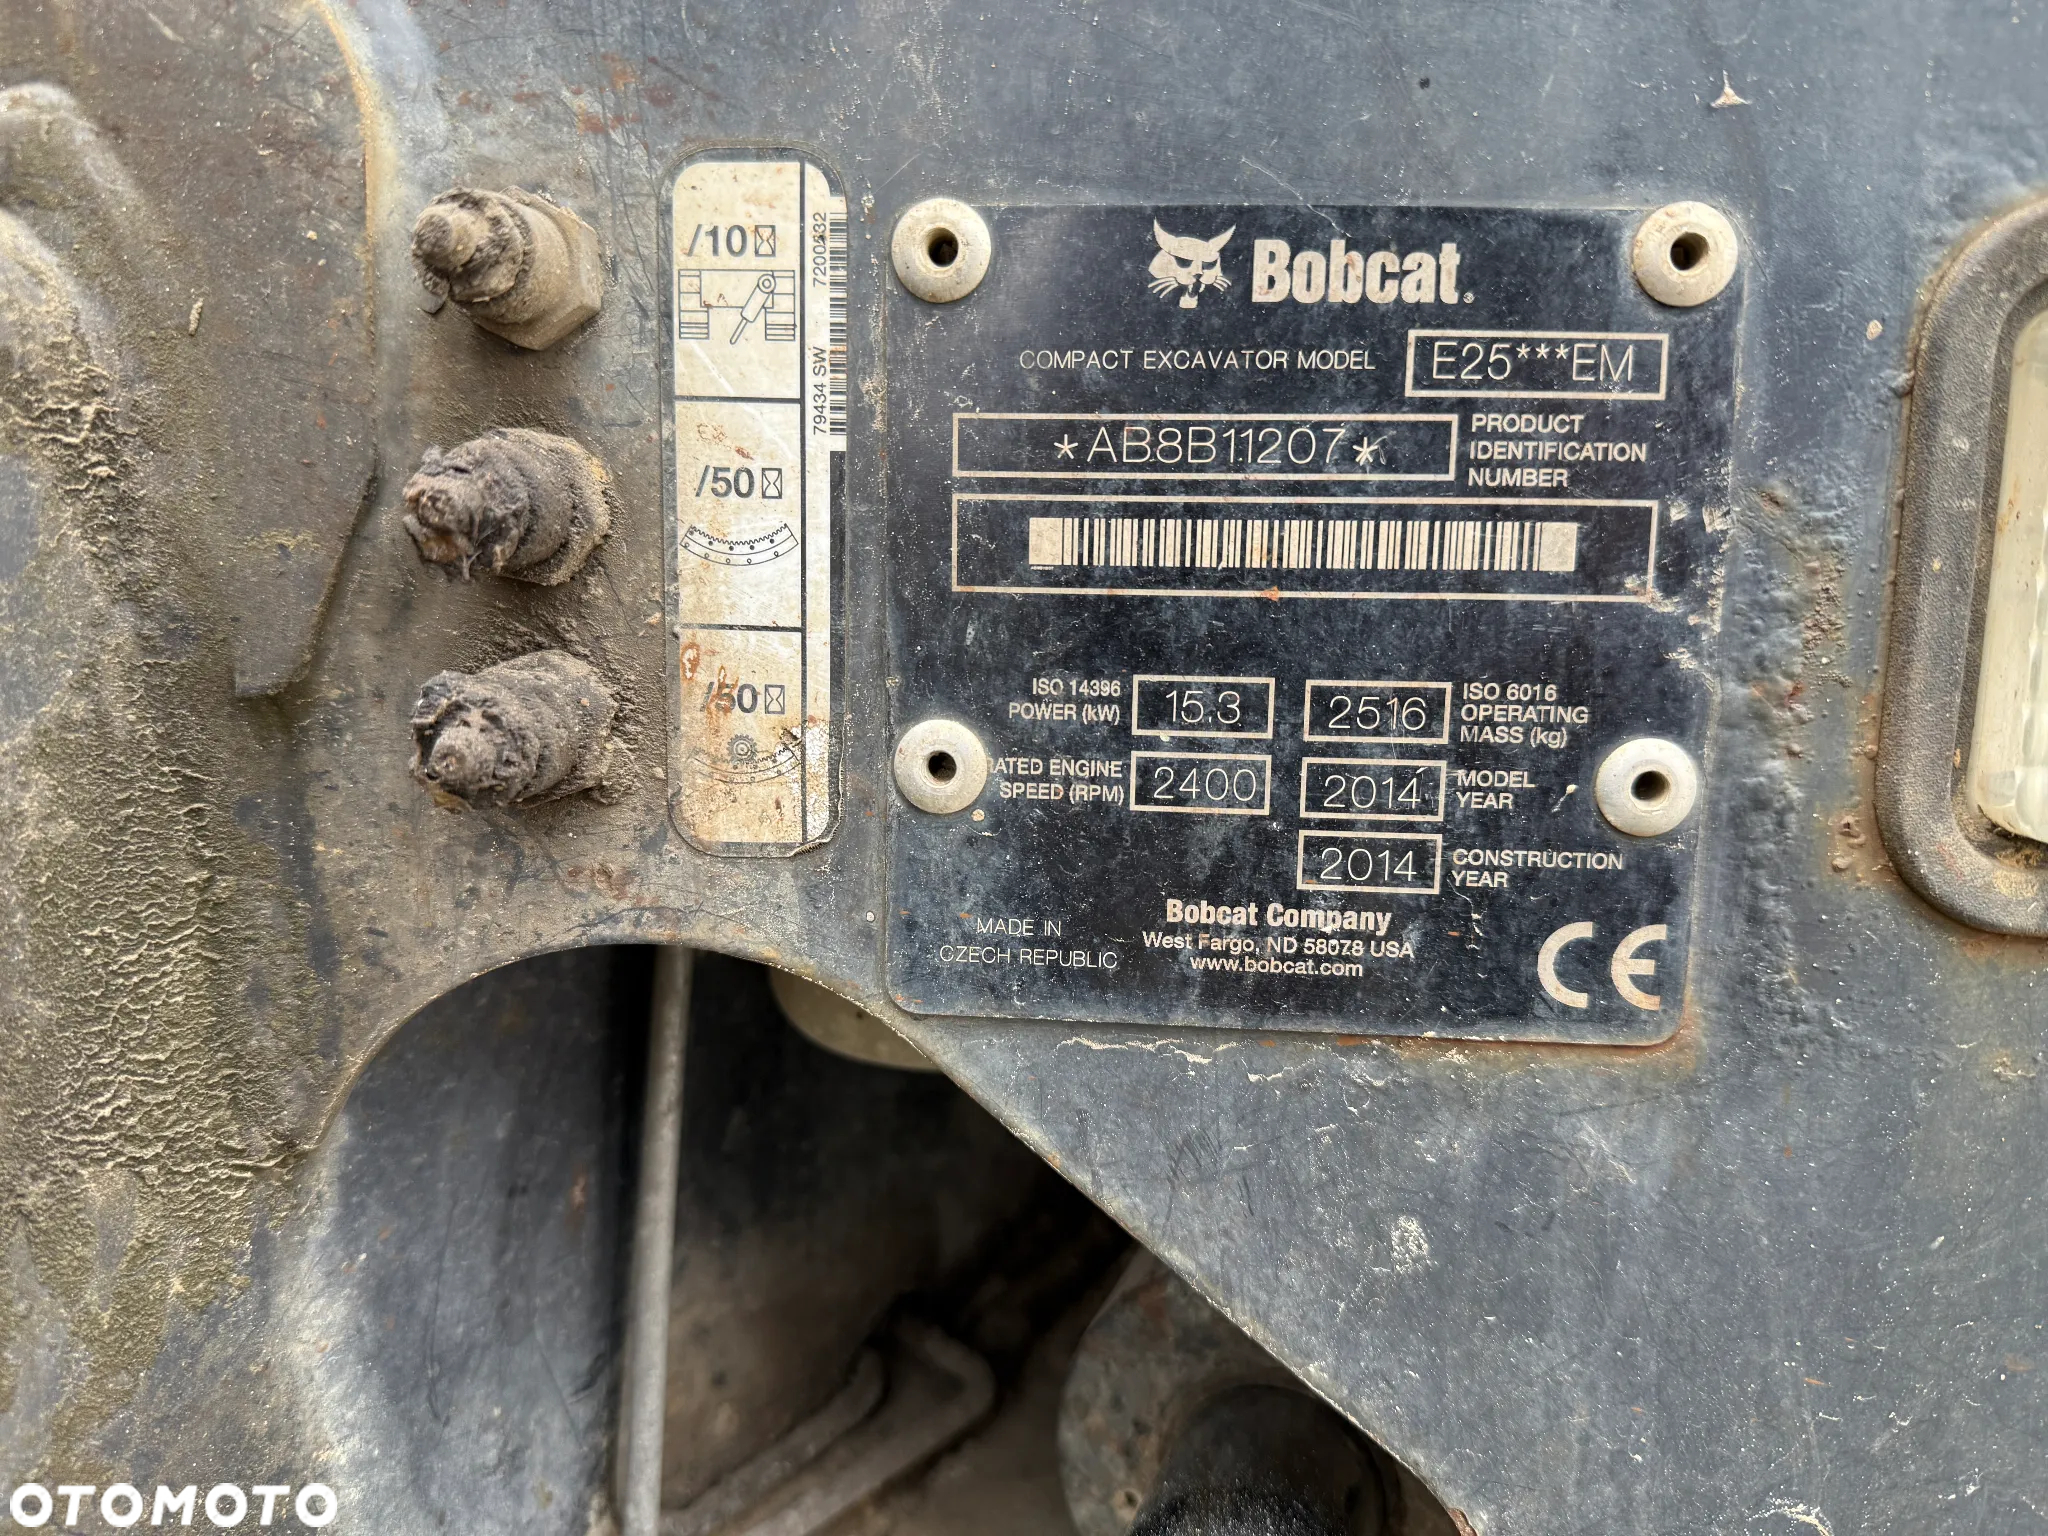 /10
7200432
79434 SW
/50
/50
Bobcat®
COMPACT EXCAVATOR MODEL E25***EM
*AB8B11207* PRODUCT
IDENTIFICATION
NUMBER
ISO 14396
POWER (kW) 15.3
2516 ISO 6016
OPERATING
MASS (kg)
RATED ENGINE
SPEED (RPM) 2400
2014 MODEL
YEAR
2014 CONSTRUCTION
YEAR
MADE IN
CZECH REPUBLIC
Bobcat Company
West Fargo, ND 58078 USA
www.bobcat.com
CE
OTOMOTO